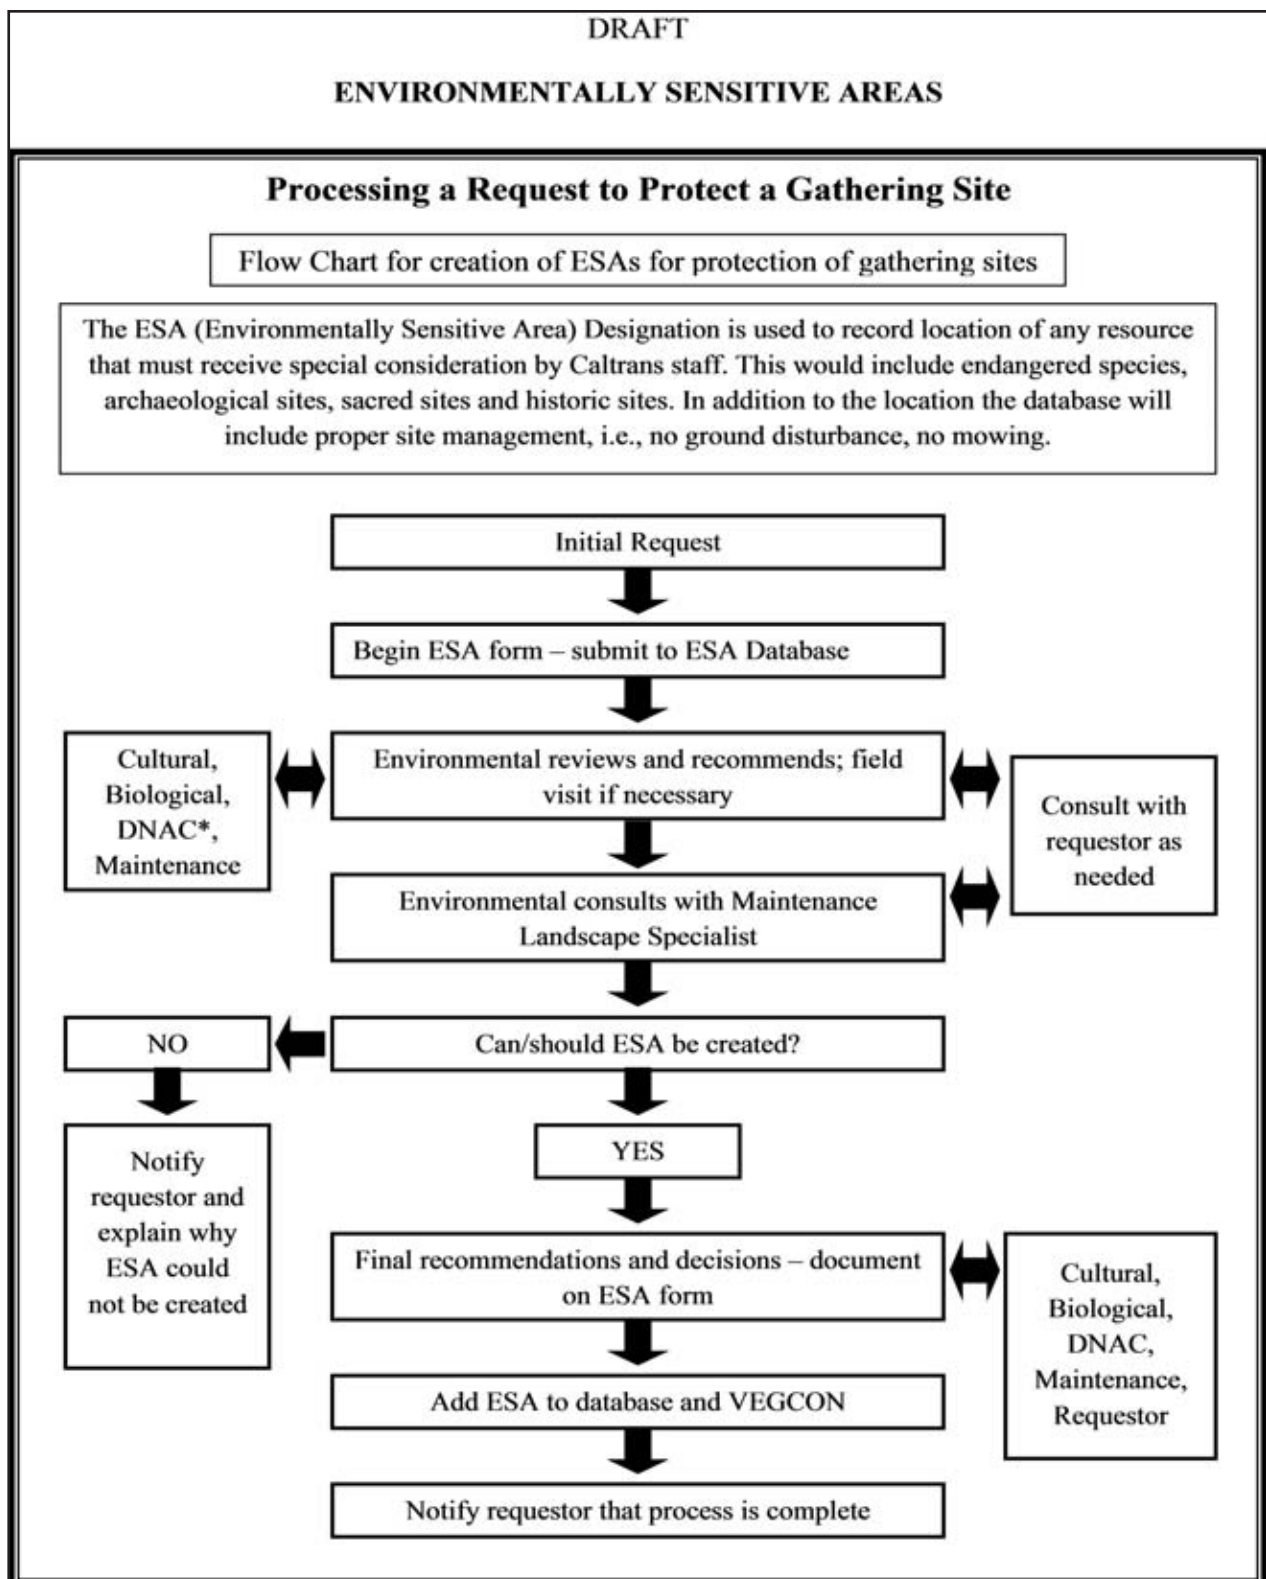 DRAFT
ENVIRONMENTALLY SENSITIVE AREAS
Processing a Request to Protect a Gathering Site
Flow Chart for creation of ESAs for protection of gathering sites
The ESA (Environmentally Sensitive Area) Designation is used to record location of any resource
that must receive special consideration by Caltrans staff. This would include endangered species,
archaeological sites, sacred sites and historic sites. In addition to the location the database will
include proper site management, i.e., no ground disturbance, no mowing.
Initial Request
Begin ESA form – submit to ESA Database
Cultural,
Biological,
DNAC*,
Maintenance
Environmental reviews and recommends; field
visit if necessary
Consult with
requestor as
needed
Environmental consults with Maintenance
Landscape Specialist
NO
Can/should ESA be created?
Notify
requestor and
explain why
ESA could
not be created
YES
Final recommendations and decisions – document
on ESA form
Cultural,
Biological,
DNAC,
Maintenance,
Requestor
Add ESA to database and VEGCON
Notify requestor that process is complete